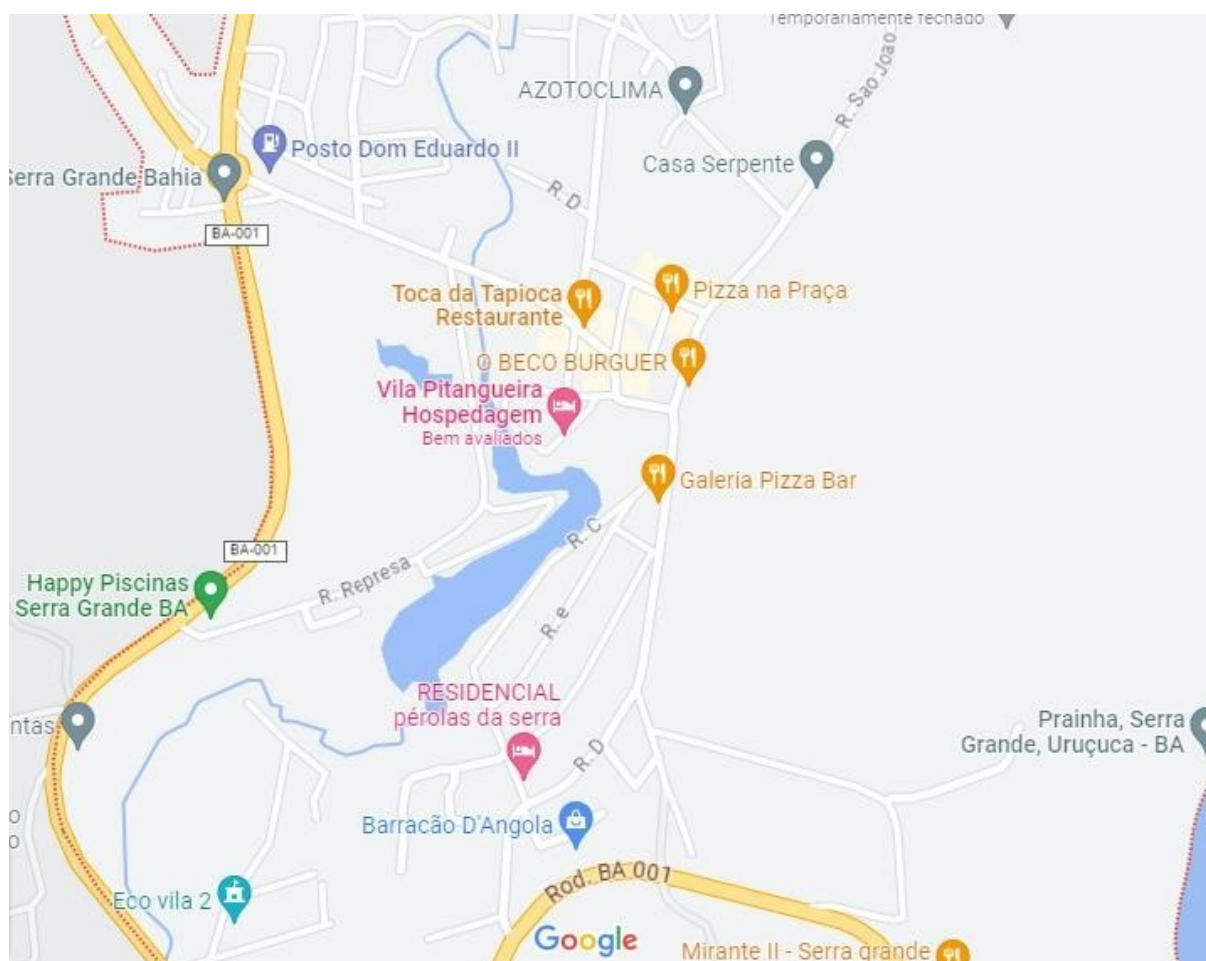 Temporariamente fechado
AZOTOCLIMA
R. Sao Joao
Posto Dom Eduardo II
Casa Serpente
Serra Grande Bahia
R. D
BA-001
Toca da Tapioca
Restaurante
Pizza na Praça
O BECO BURGUER
Vila Pitangueira
Hospedagem
Bem avaliados
Galeria Pizza Bar
R. C
BA-001
Happy Piscinas
Serra Grande BA
R. Represa
R. e
RESIDENCIAL
pérolas da serra
ntas
Prainha, Serra
Grande, Uruçuca - BA
R. D
Barracão D'Angola
o
o
Rod. BA 001
Eco vila 2
Google
Mirante II - Serra grande